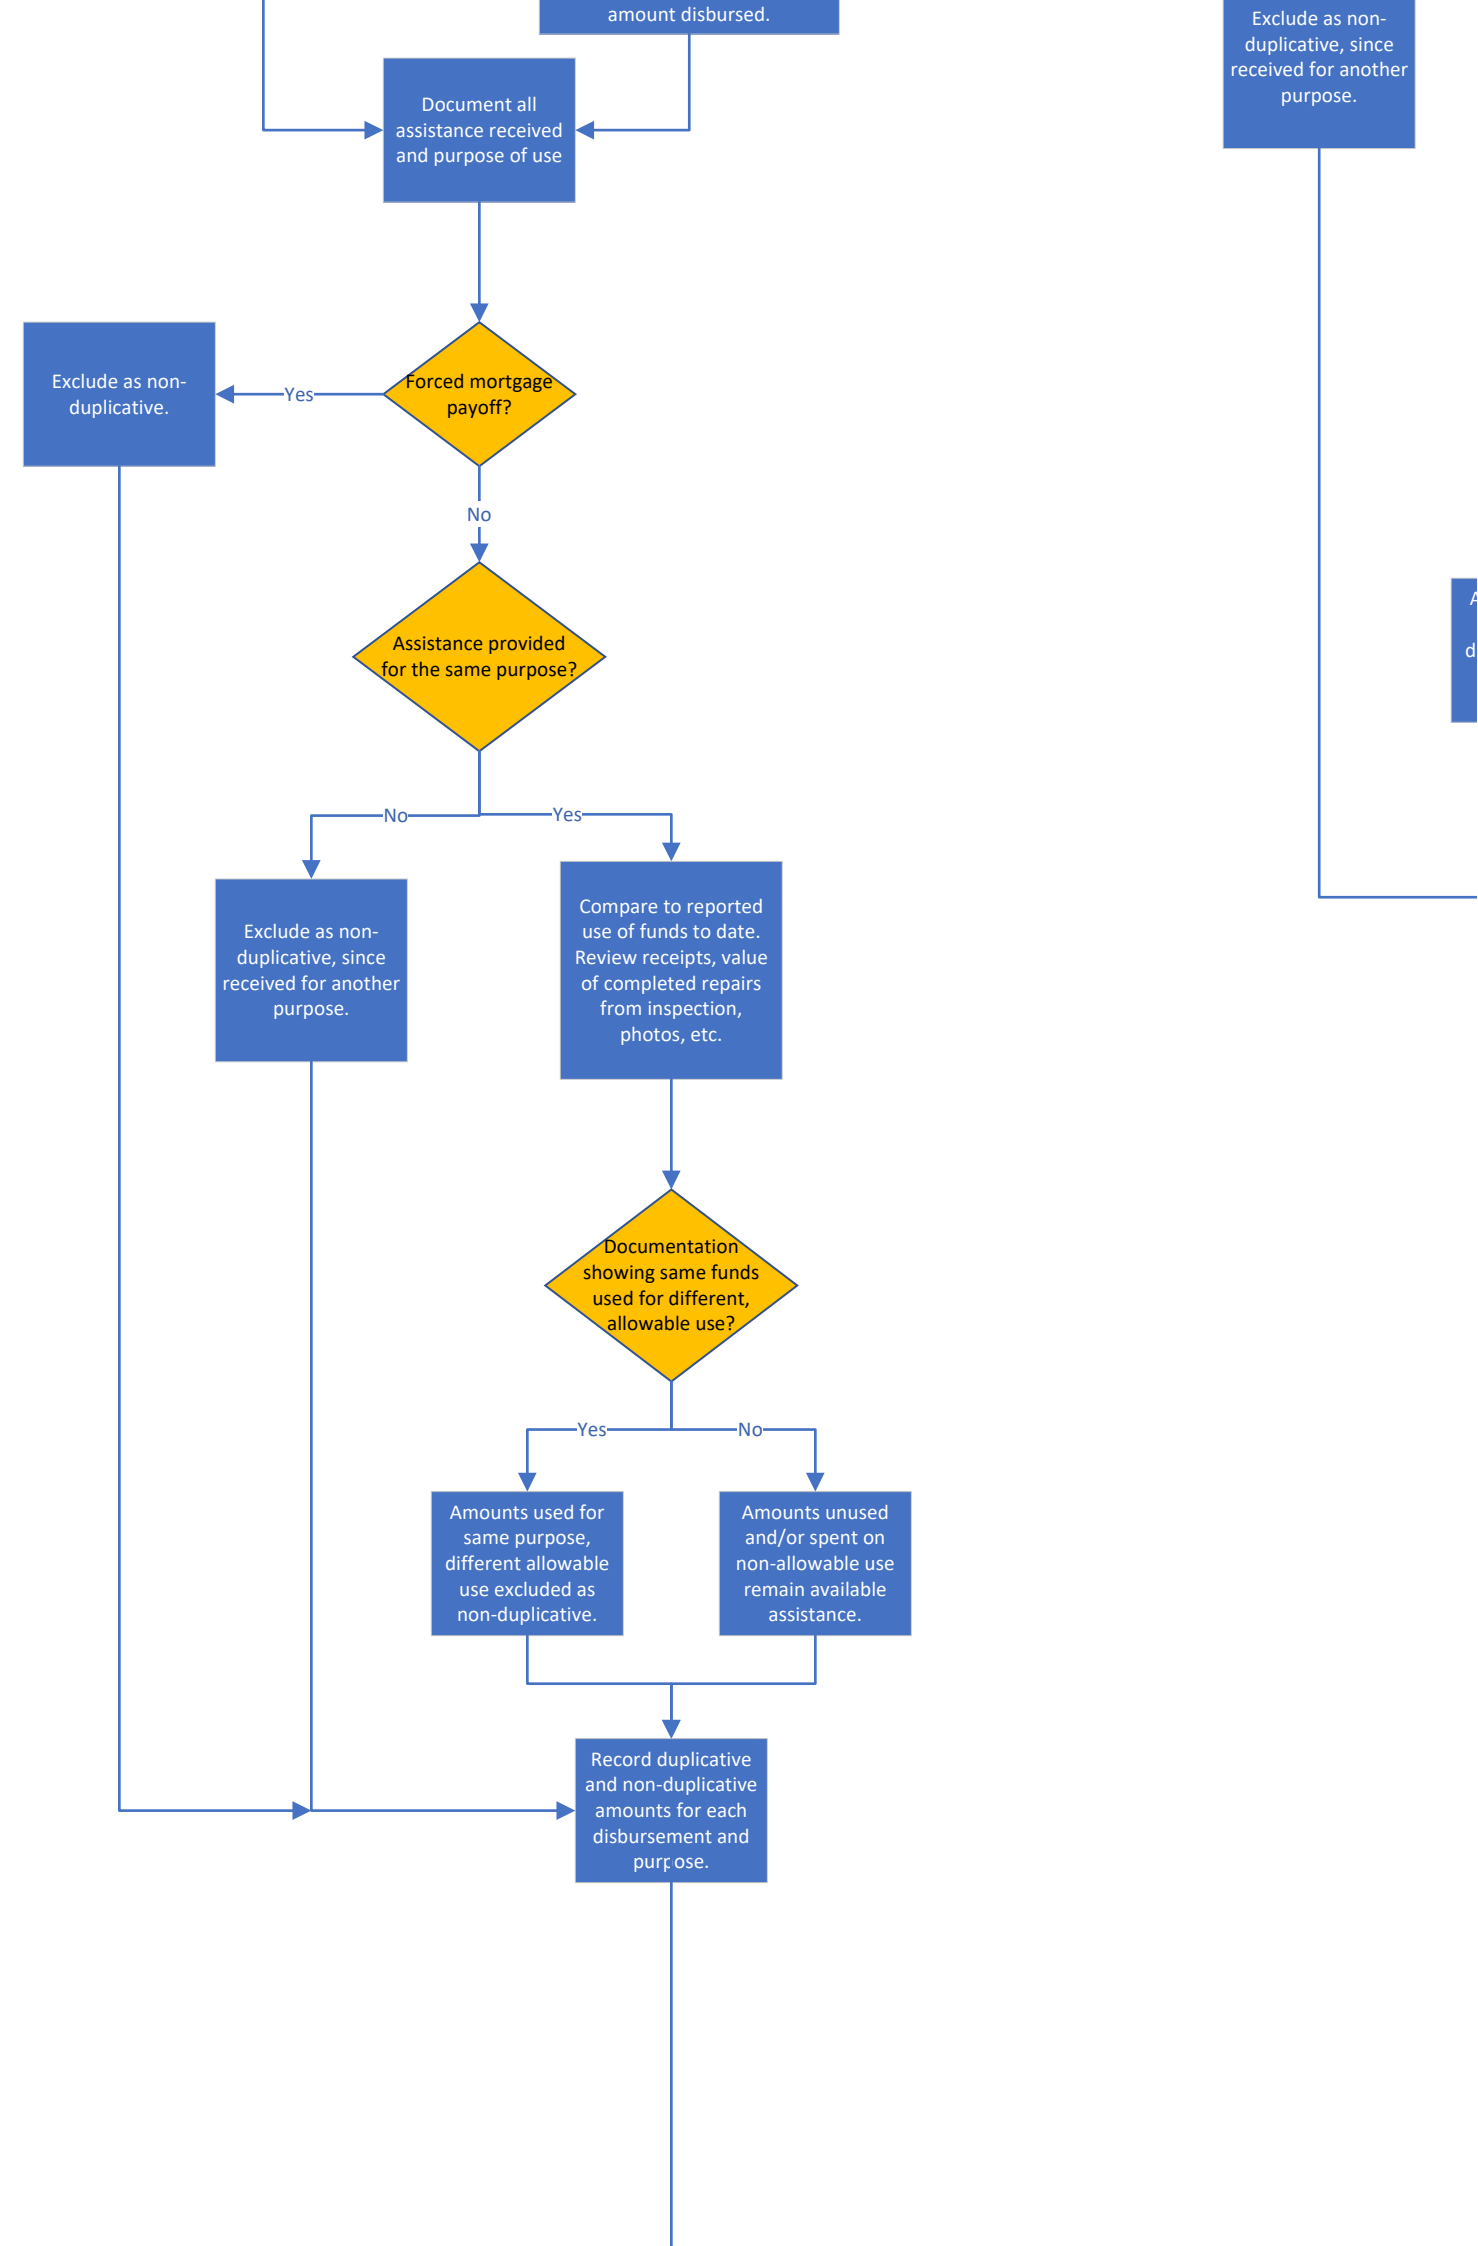 amount disbursed.
Exclude as non-
duplicative, since
received for another
purpose.
Document all
assistance received
and purpose of use
Forced mortgage
payoff?
Yes
Exclude as non-
duplicative.
No
Assistance provided
for the same purpose?
No
Yes
Exclude as non-
duplicative, since
received for another
purpose.
Compare to reported
use of funds to date.
Review receipts, value
of completed repairs
from inspection,
photos, etc.
Documentation
showing same funds
used for different,
allowable use?
Yes
No
Amounts used for
same purpose,
different allowable
use excluded as
non-duplicative.
Amounts unused
and/or spent on
non-allowable use
remain available
assistance.
Record duplicative
and non-duplicative
amounts for each
disbursement and
purpose.